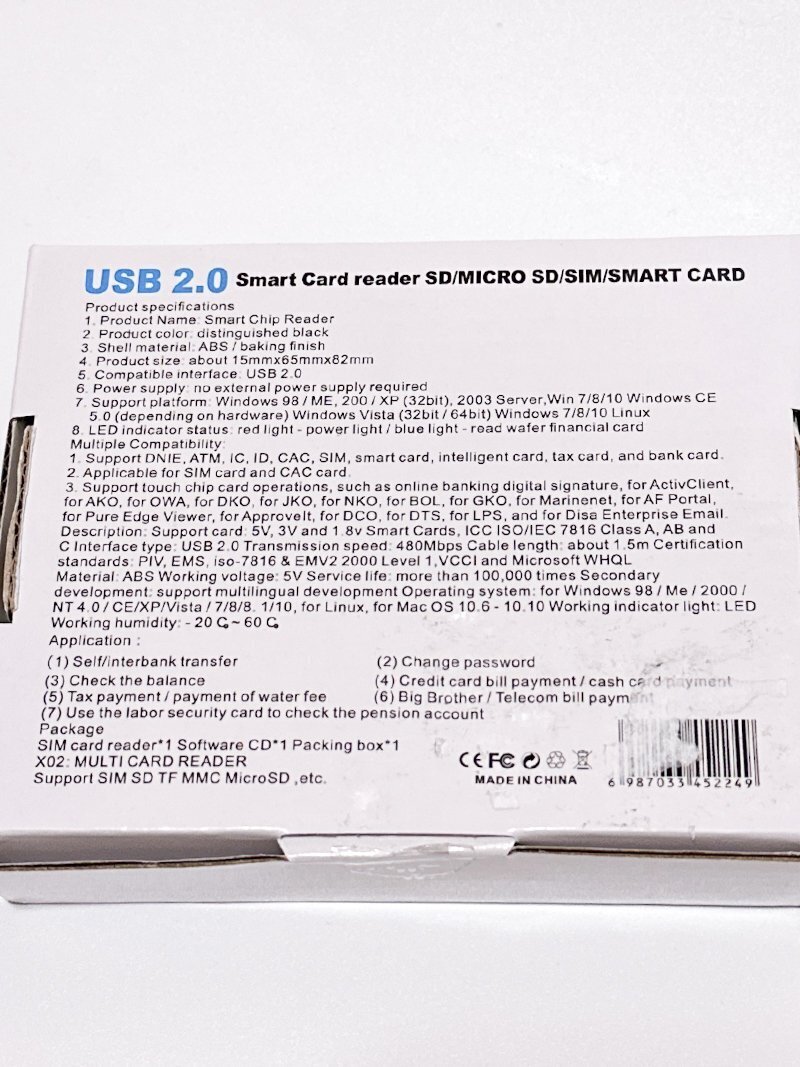 USB 2.0 Smart Card reader SD/MICRO SD/SIM/SMART CARD
Product specifications
1. Product Name: Smart Chip Reader
2. Product color: distinguished black
3. Shell material: ABS / baking finish
4. Product size: about 15mmx65mmx82mm
5. Compatible interface: USB 2.0
6. Power supply: no external power supply required
7. Support platform: Windows 98 / ME, 200 / XP (32bit), 2003 Server,Win 7/8/10 Windows CE
5.0 (depending on hardware) Windows Vista (32bit / 64bit) Windows 7/8/10 Linux
8. LED indicator status: red light - power light / blue light - read wafer financial card
Multiple Compatibility:
1. Support DNIE, ATM, IC, ID, CAC, SIM, smart card, intelligent card, tax card, and bank card.
2. Applicable for SIM card and CAC card.
3. Support touch chip card operations, such as online banking digital signature, for ActivClient,
for AKO, for OWA, for DKO, for JKO, for NKO, for BOL, for GKO, for Marinenet, for AF Portal,
for Pure Edge Viewer, for ApproveIt, for DCO, for DTS, for LPS, and for Disa Enterprise Email.
Description: Support card: 5V, 3V and 1.8v Smart Cards, ICC ISO/IEC 7816 Class A, AB and
C Interface type: USB 2.0 Transmission speed: 480Mbps Cable length: about 1.5m Certification
standards: PIV, EMS, iso-7816 & EMV2 2000 Level 1,VCCI and Microsoft WHQL
Material: ABS Working voltage: 5V Service life: more than 100,000 times Secondary
development: support multilingual development Operating system: for Windows 98 / Me / 2000 /
NT 4.0 / CE/XP/Vista / 7/8/8. 1/10, for Linux, for Mac OS 10.6 - 10.10 Working indicator light: LED
Working humidity: - 20 C ~ 60 C
Application :
(1) Self/interbank transfer
(2) Change password
(3) Check the balance
(4) Credit card bill payment / cash card payment
(5) Tax payment / payment of water fee
(6) Big Brother / Telecom bill payment
(7) Use the labor security card to check the pension account
Package
SIM card reader*1 Software CD*1 Packing box*1
X02: MULTI CARD READER
Support SIM SD TF MMC MicroSD ,etc.
CE FC
MADE IN CHINA
6 987033 452249